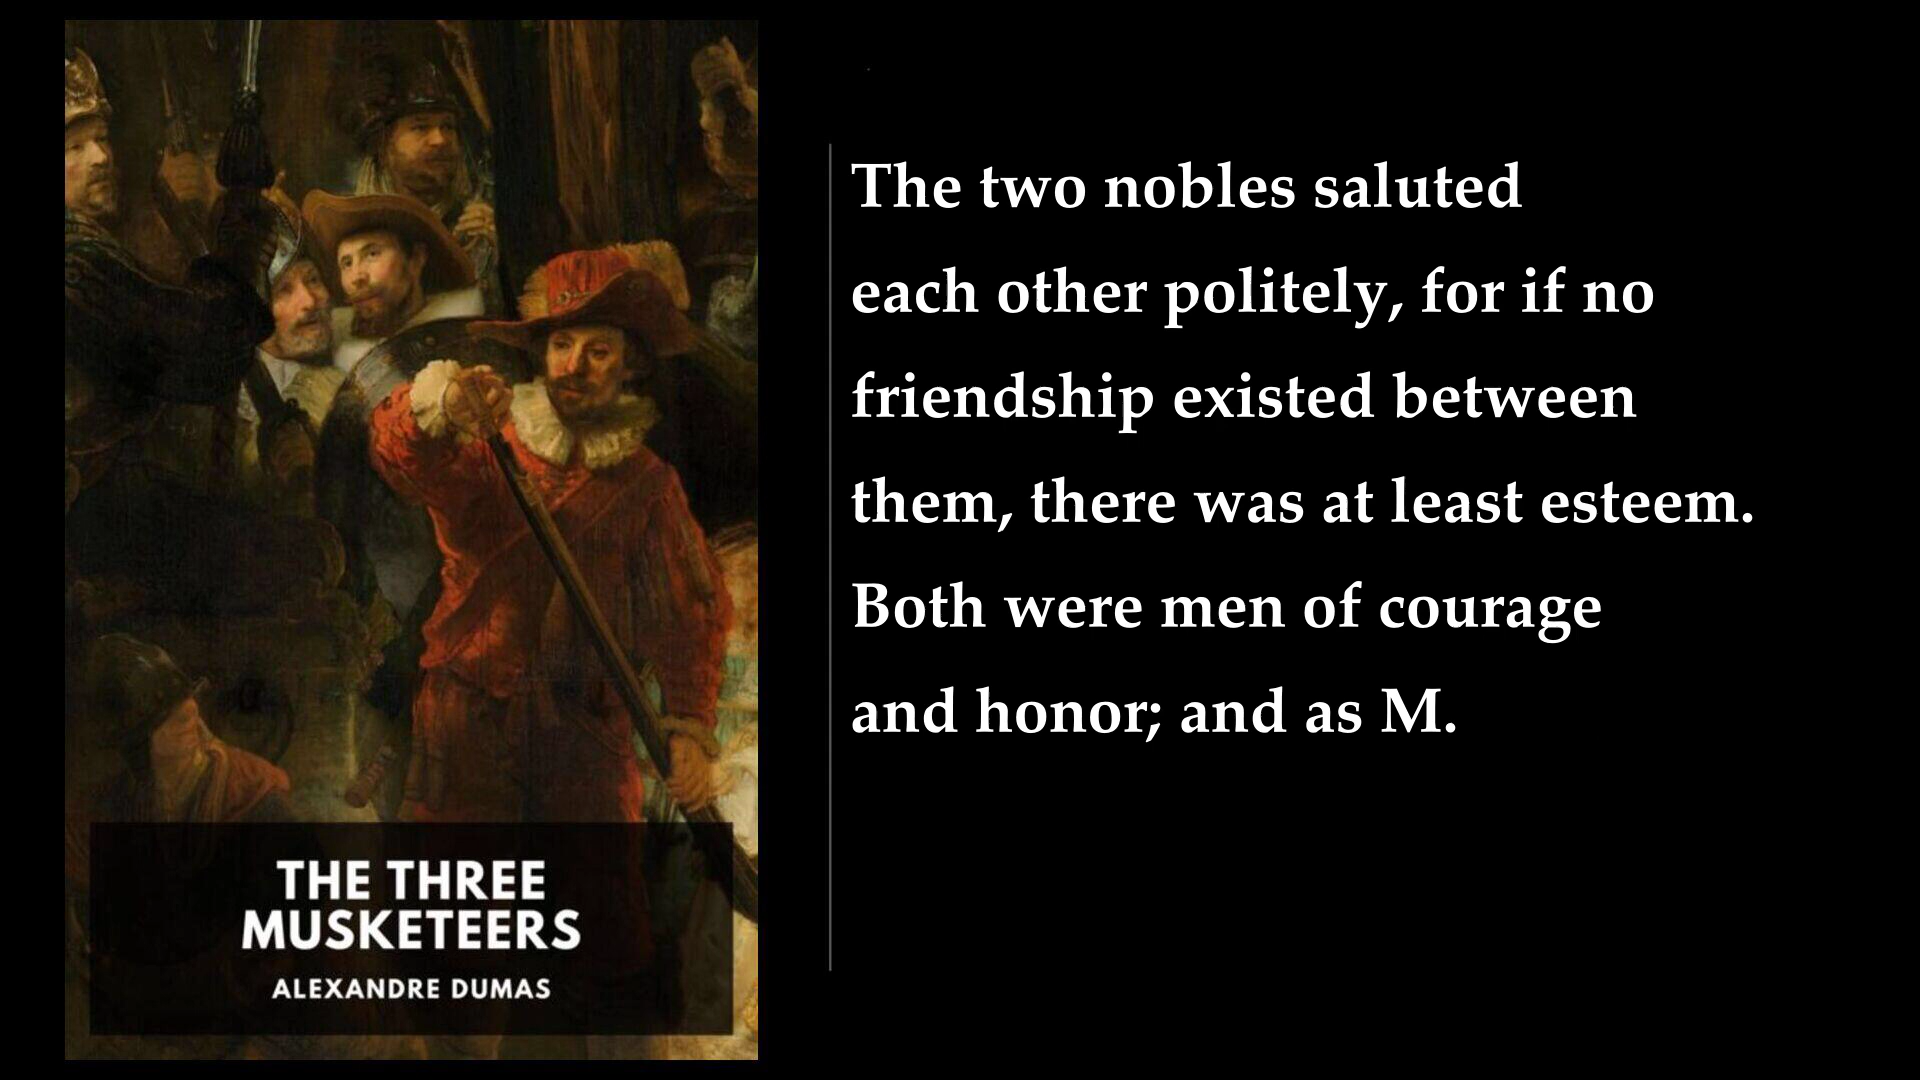 The two nobles saluted
each other politely, for if no
friendship existed between
them, there was at least esteem.
Both were men of courage
and honor; and as M.
THE THREE
MUSKETEERS
ALEXANDRE DUMAS